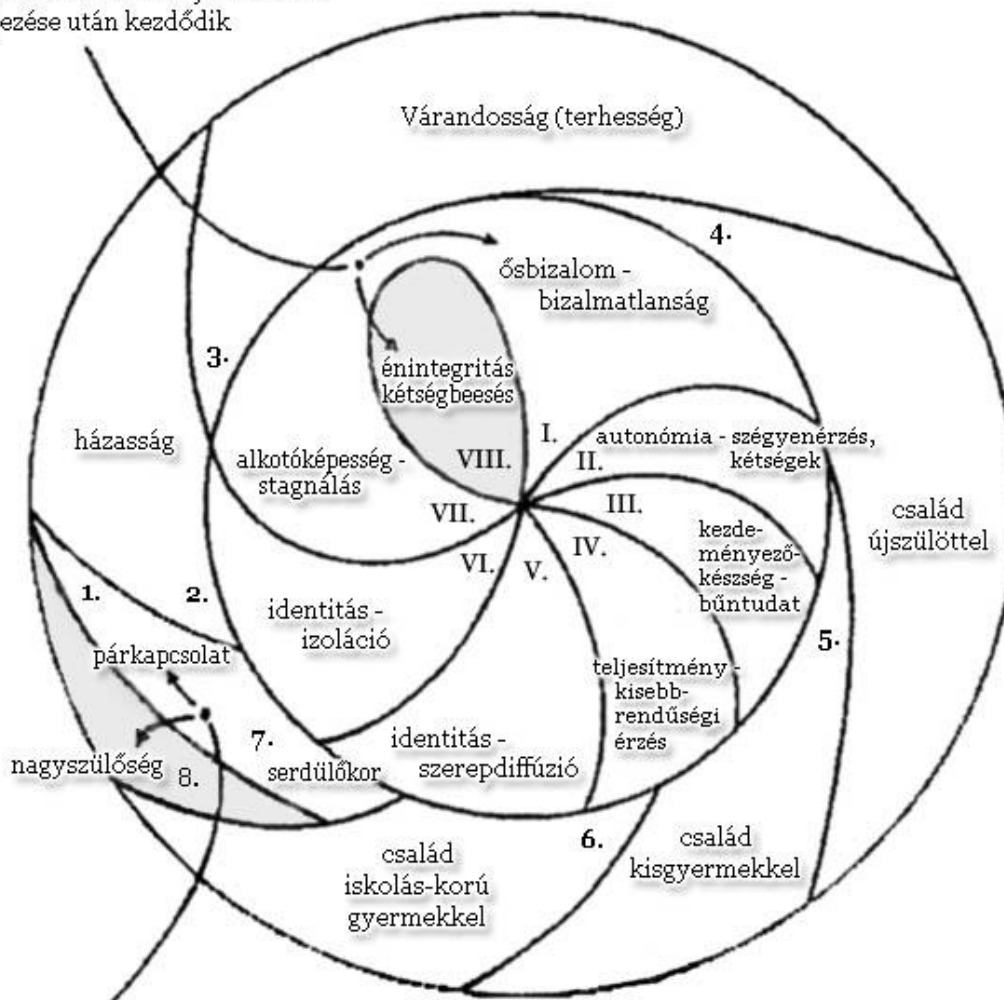 ezése után kezdődik
Várandosság (terhesség)
4.
ősbizalom -
bizalmatlanság
3.
énintegritás
kétségbeesés
házasság
alkotóképesség -
stagnálás
VIII.
I.
autonómia - szégyenérzés,
kétségek
II.
VII.
III.
család
újszülöttel
VI.
V.
IV.
kezde-
ményező-
készség -
bűntudat
1.
2.
identitás -
izoláció
5.
párkapcsolat
teljesítmény -
kisebb-
rendűségi
érzés
7.
serdülőkor
identitás -
szerepdiffúzió
nagyszülőség
8.
6.
család
iskolás-korú
gyermekkel
család
kisgyermekkel